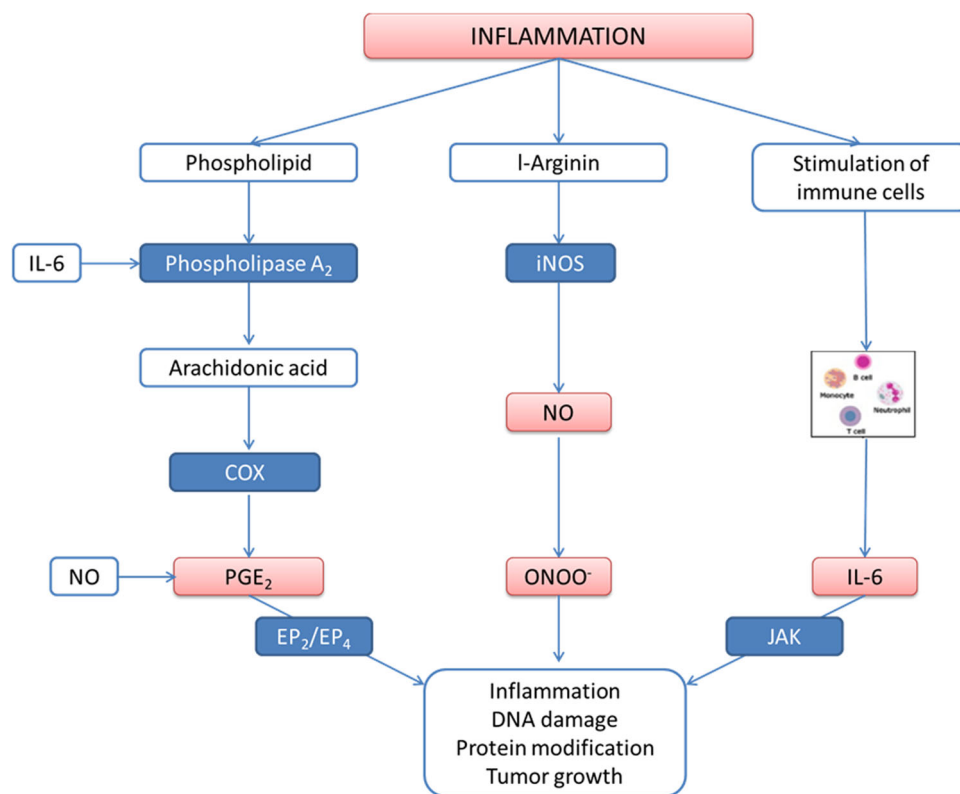 INFLAMMATION
Phospholipid
l-Arginin
Stimulation of
immune cells
IL-6
Phospholipase A₂
iNOS
Arachidonic acid
B cell
Monocyte
Neutrophil
T cell
NO
COX
NO
PGE₂
ONOO⁻
IL-6
EP₂/EP₄
JAK
Inflammation
DNA damage
Protein modification
Tumor growth